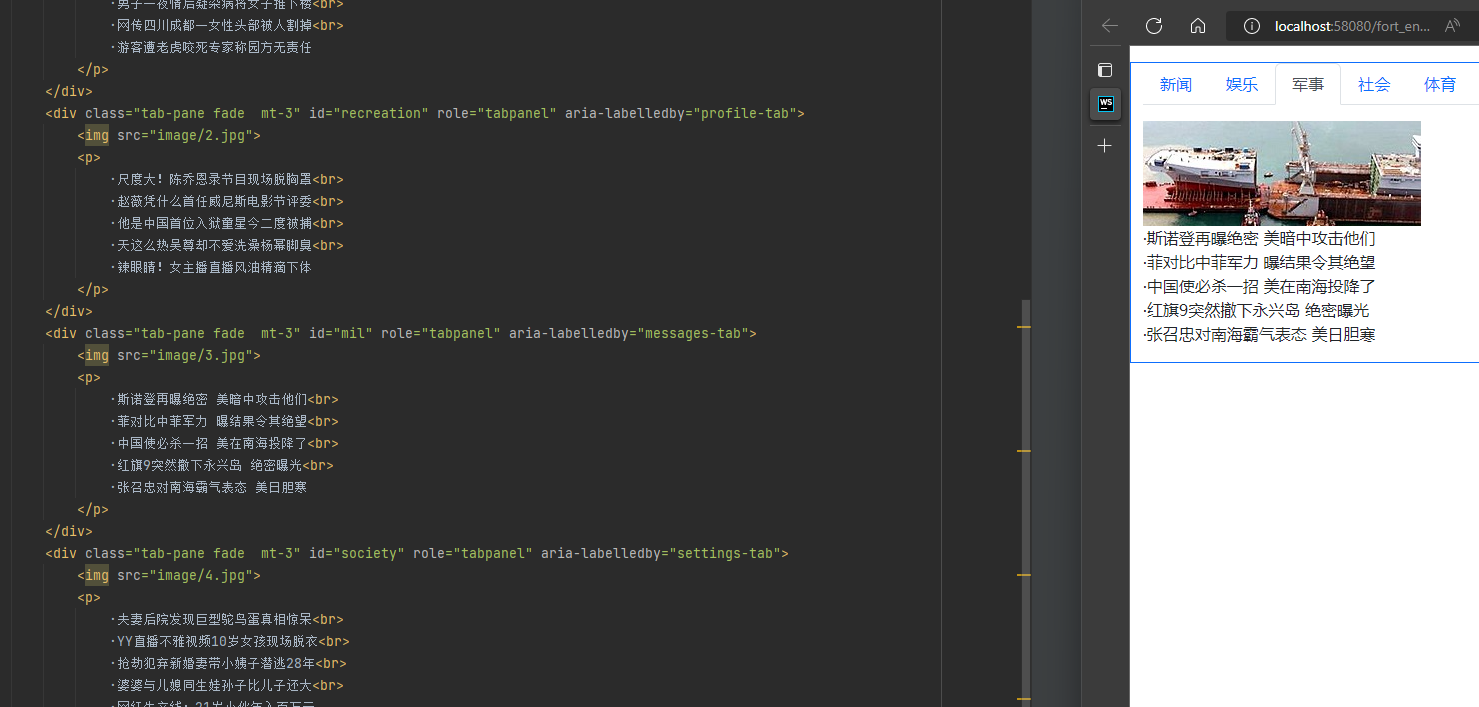 ·男子一夜情后疑染病将女子推下楼<br>
·网传四川成都一女性头部被人割掉<br>
·游客遭老虎咬死专家称园方无责任
</p>
</div>
<div class="tab-pane fade  mt-3" id="recreation" role="tabpanel" aria-labelledby="profile-tab">
<img src="image/2.jpg">
<p>
·尺度大！陈乔恩录节目现场脱胸罩<br>
·赵薇凭什么首任威尼斯电影节评委<br>
·他是中国首位入狱童星今二度被捕<br>
·天这么热吴尊却不爱洗澡杨幂脚臭<br>
·辣眼睛！女主播直播风油精滴下体
</p>
</div>
<div class="tab-pane fade  mt-3" id="mil" role="tabpanel" aria-labelledby="messages-tab">
<img src="image/3.jpg">
<p>
·斯诺登再曝绝密 美暗中攻击他们<br>
·菲对比中菲军力 曝结果令其绝望<br>
·中国使必杀一招 美在南海投降了<br>
·红旗9突然撤下永兴岛 绝密曝光<br>
·张召忠对南海霸气表态 美日胆寒
</p>
</div>
<div class="tab-pane fade  mt-3" id="society" role="tabpanel" aria-labelledby="settings-tab">
<img src="image/4.jpg">
<p>
·夫妻后院发现巨型鸵鸟蛋真相惊呆<br>
·YY直播不雅视频10岁女孩现场脱衣<br>
·抢劫犯弃新婚妻带小姨子潜逃28年<br>
·婆婆与儿媳同生娃孙子比儿子还大<br>
localhost:58080/fort_en...
WS
新闻 娱乐 军事 社会 体育
·斯诺登再曝绝密 美暗中攻击他们
·菲对比中菲军力 曝结果令其绝望
·中国使必杀一招 美在南海投降了
·红旗9突然撤下永兴岛 绝密曝光
·张召忠对南海霸气表态 美日胆寒